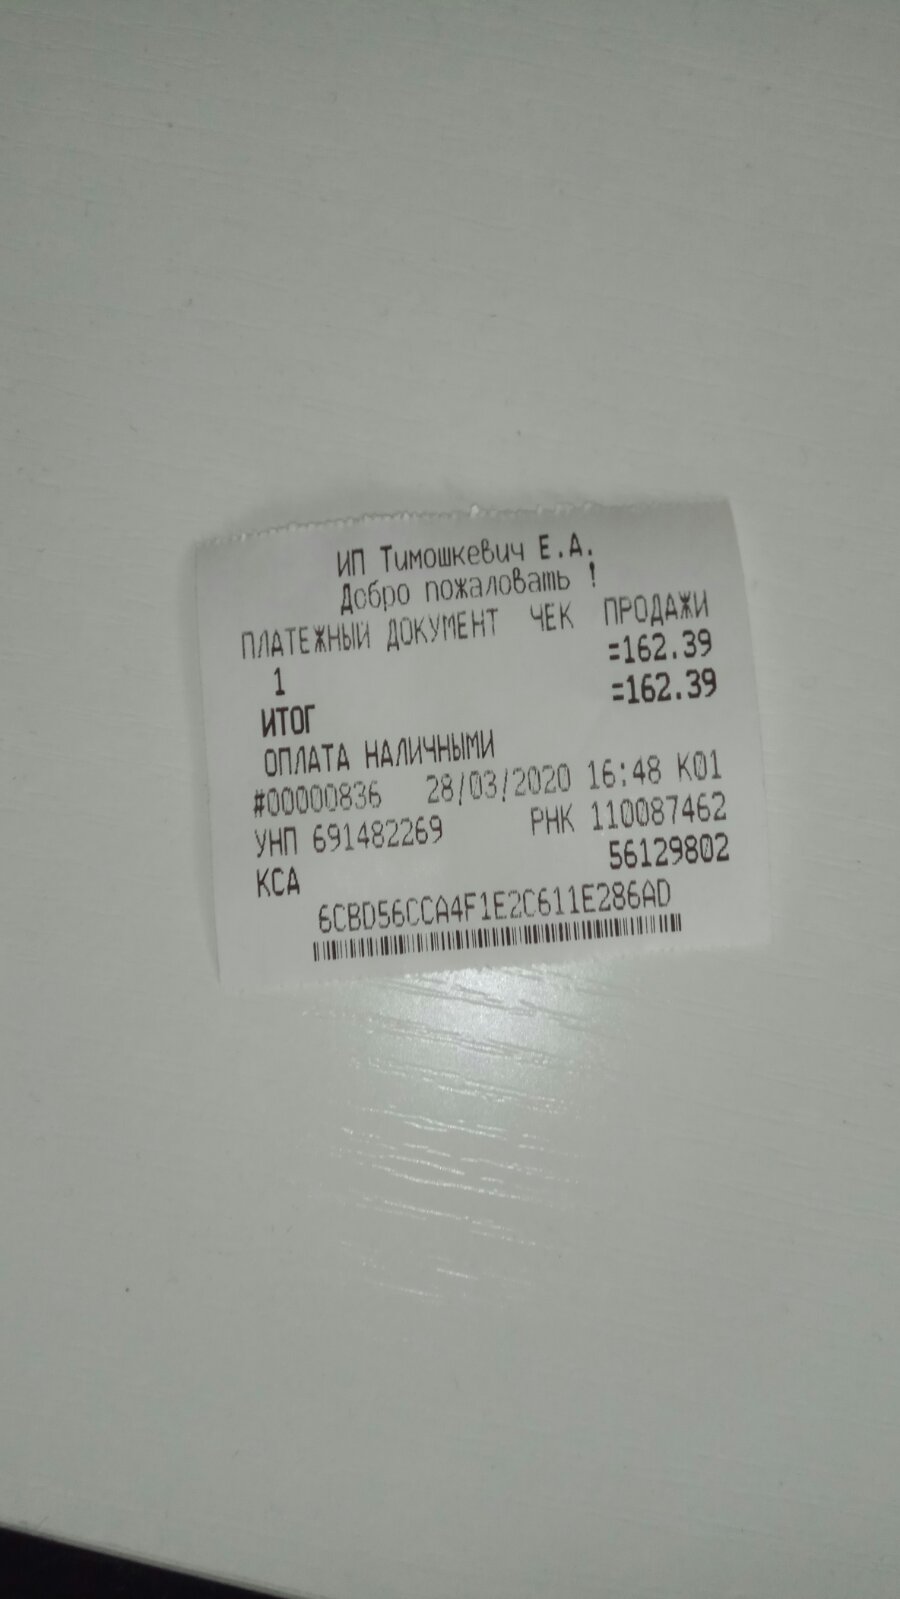 ИП Тимошкевич Е.А.
Добро пожаловать !
ПЛАТЕЖНЫЙ ДОКУМЕНТ ЧЕК ПРОДАЖИ
1 =162.39
ИТОГ =162.39
ОПЛАТА НАЛИЧНЫМИ
#00000836 28/03/2020 16:48 К01
УНП 691482269 РНК 110087462
КСА 56129802
6CBD56CCA4F1E2C611E286AD